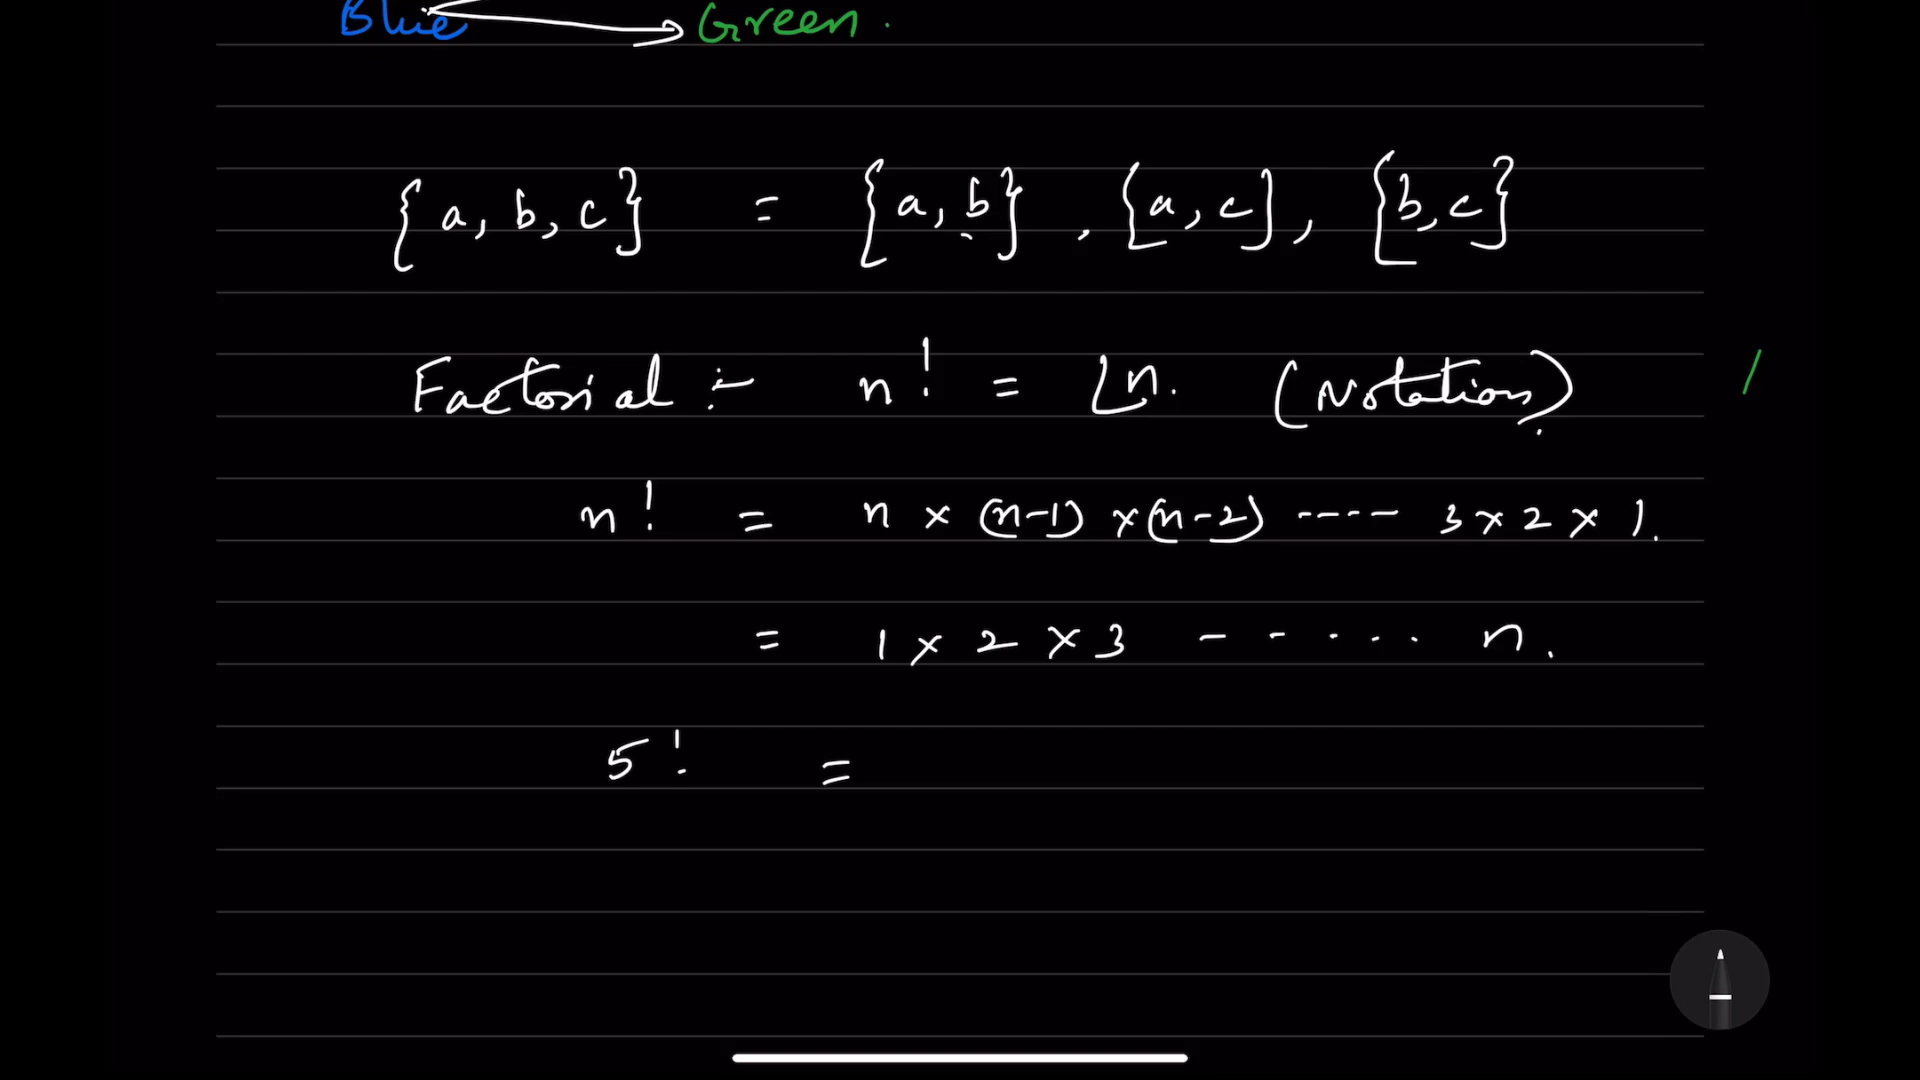 Blue Green .
{a, b, c} = {a, b} , {a, c}, {b, c}
Factorial :- n! = ⌊n. (Notation)
n! = n × (n-1) × (n-2) ---- 3 × 2 × 1.
= 1 × 2 × 3 - - . . . . n.
5! =